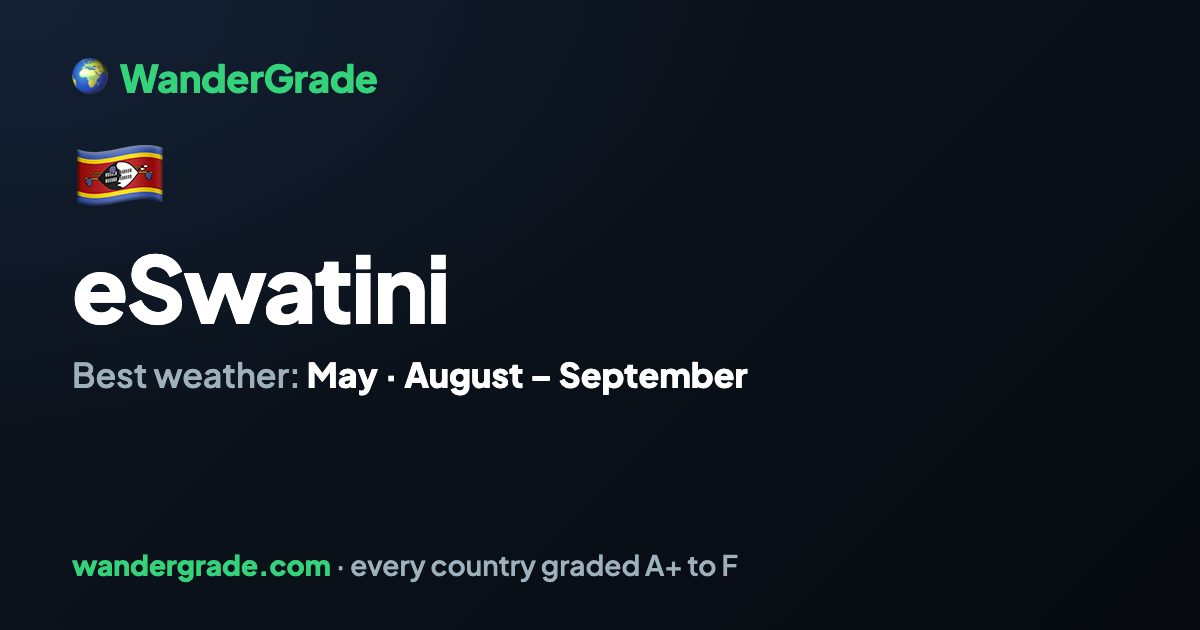 WanderGrade
eSwatini
Best weather: May · August – September
wandergrade.com · every country graded A+ to F